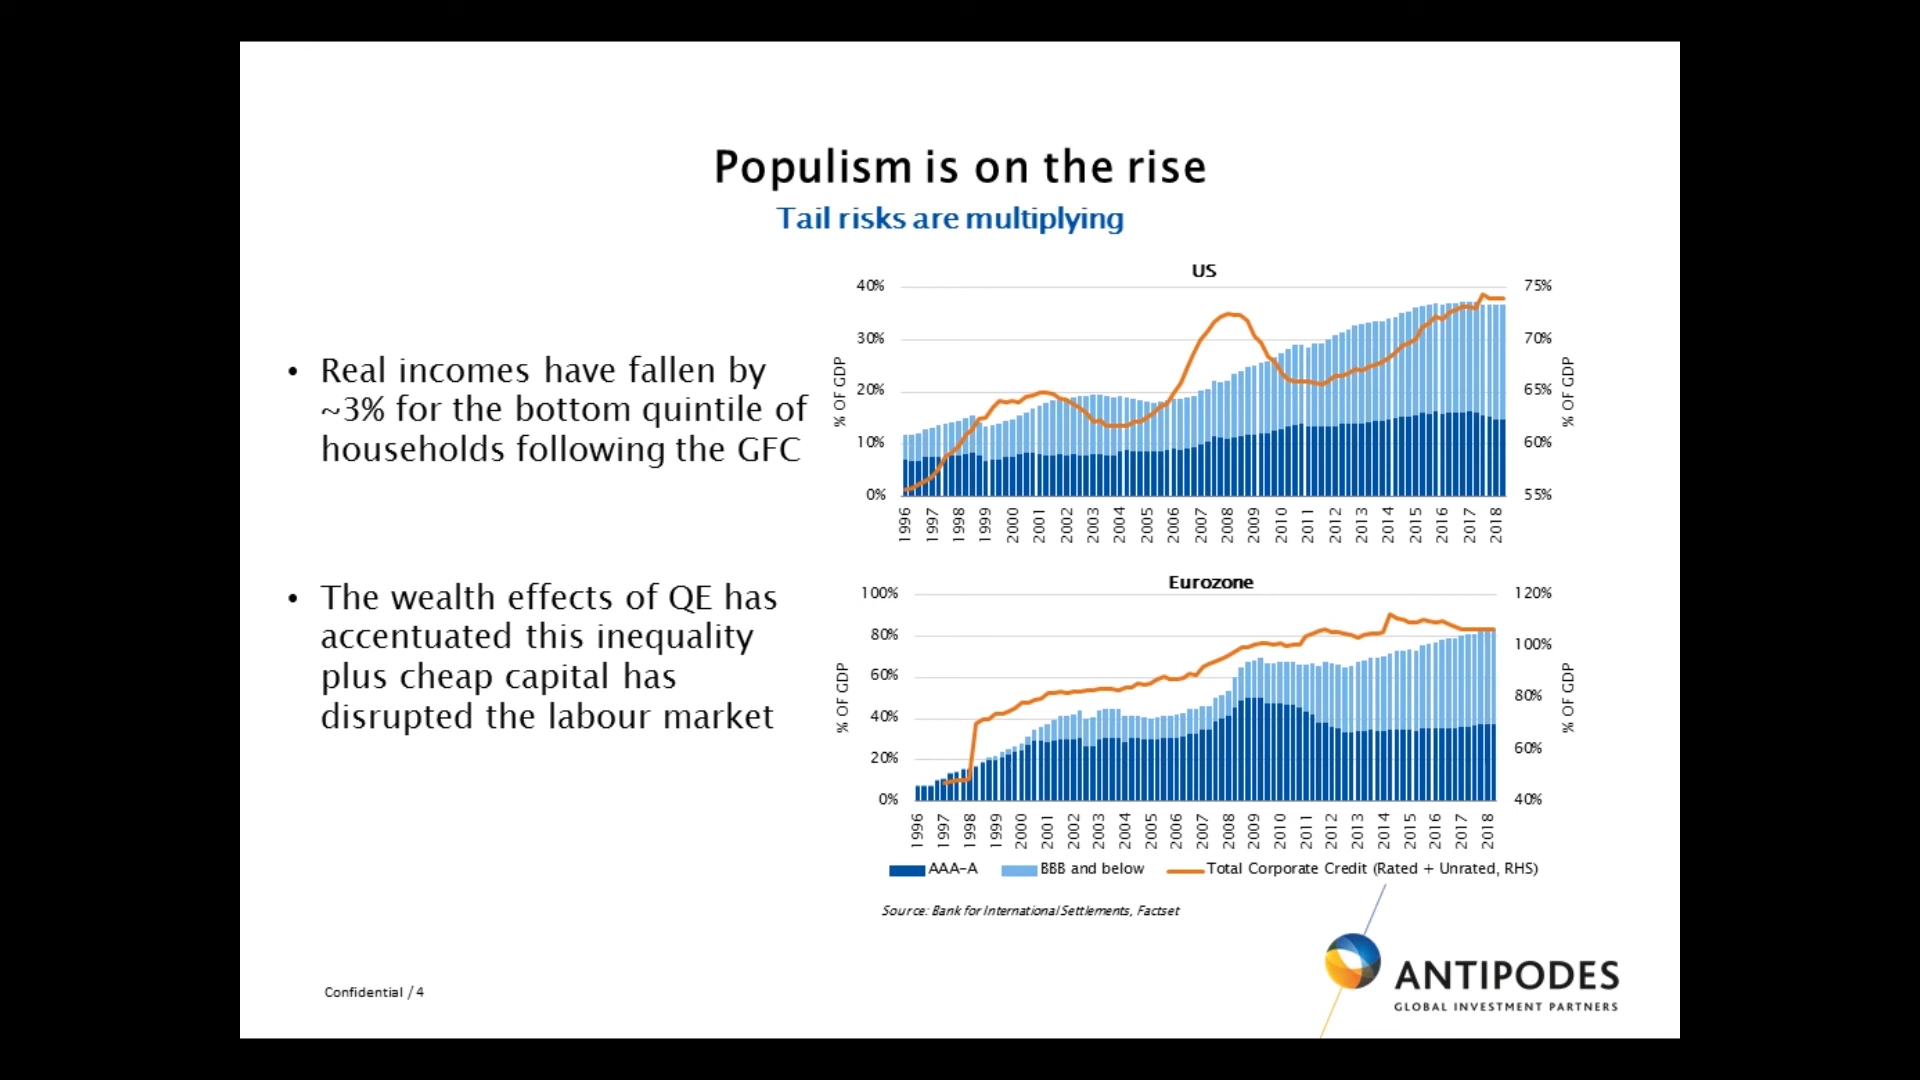 Populism is on the rise
Tail risks are multiplying
• Real incomes have fallen by
~3% for the bottom quintile of
households following the GFC
• The wealth effects of QE has
accentuated this inequality
plus cheap capital has
disrupted the labour market
US
40%
30%
20%
10%
0%
% OF GDP
75%
70%
65%
60%
55%
% OF GDP
1996 1997 1998 1999 2000 2001 2002 2003 2004 2005 2006 2007 2008 2009 2010 2011 2012 2013 2014 2015 2016 2017 2018
Eurozone
100%
80%
60%
40%
20%
0%
% OF GDP
120%
100%
80%
60%
40%
% OF GDP
1996 1997 1998 1999 2000 2001 2002 2003 2004 2005 2006 2007 2008 2009 2010 2011 2012 2013 2014 2015 2016 2017 2018
AAA-A BBB and below Total Corporate Credit (Rated + Unrated, RHS)
Source: Bank for International Settlements, Factset
Confidential / 4
ANTIPODES
GLOBAL INVESTMENT PARTNERS